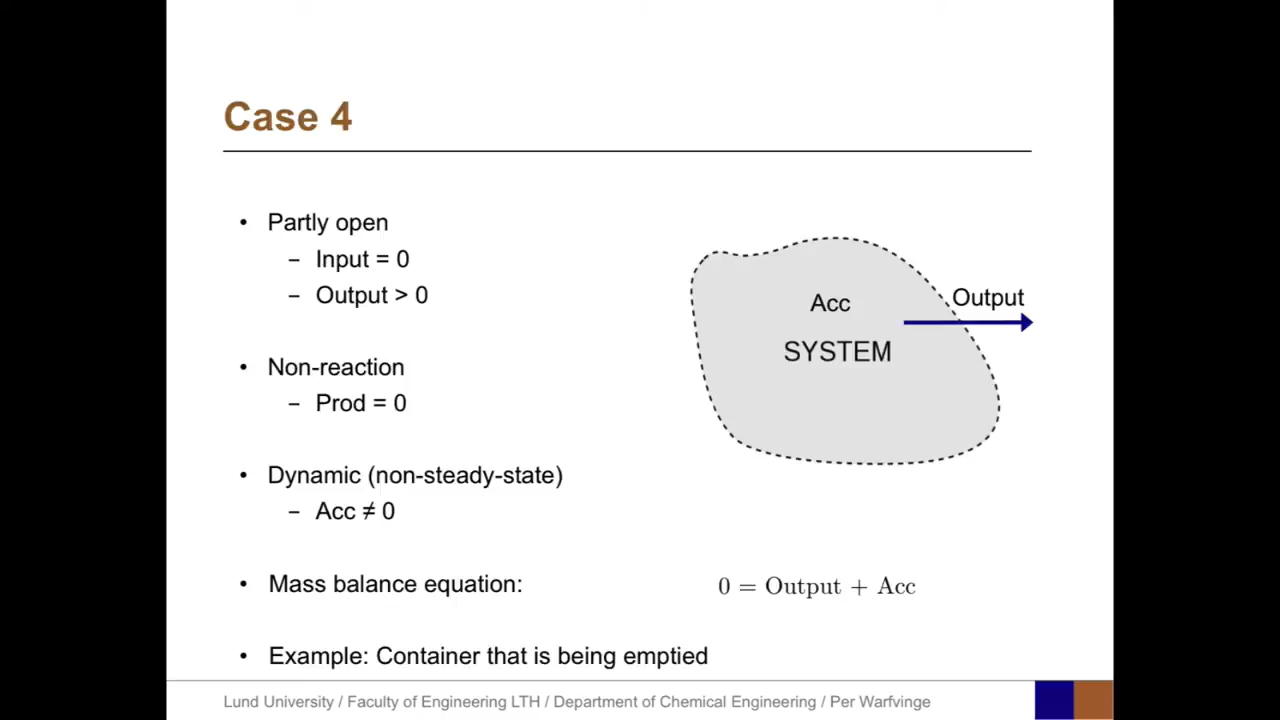 Case 4
• Partly open
– Input = 0
– Output > 0
• Non-reaction
– Prod = 0
• Dynamic (non-steady-state)
– Acc ≠ 0
• Mass balance equation:
0 = Output + Acc
• Example: Container that is being emptied
Acc
SYSTEM
Output
Lund University / Faculty of Engineering LTH / Department of Chemical Engineering / Per Warfvinge